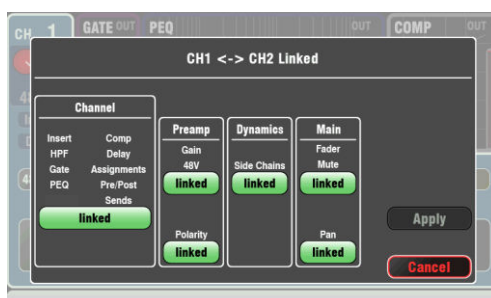 CH 1 GATE OUT PEQ OUT COMP OUT
CH1 <-> CH2 Linked
Channel
Insert Comp
HPF Delay
Gate Assignments
PEQ Pre/Post
Sends
linked
Preamp
Gain
48V
linked
Polarity
linked
Dynamics
Side Chains
linked
Main
Fader
Mute
linked
Pan
linked
Apply
Cancel